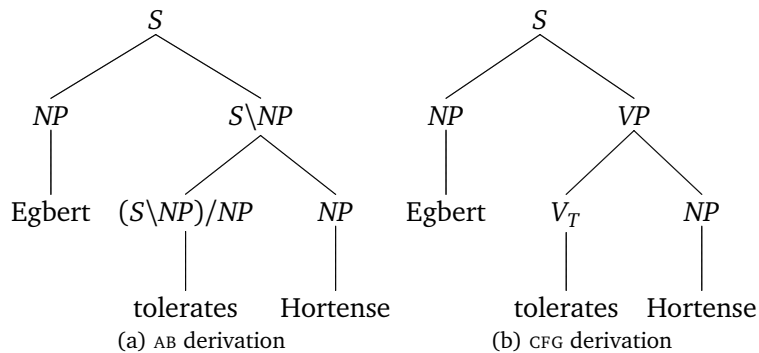 S S
NP S\NP NP VP
Egbert (S\NP)/NP NP Egbert V_T NP
tolerates Hortense tolerates Hortense
(a) AB derivation (b) CFG derivation